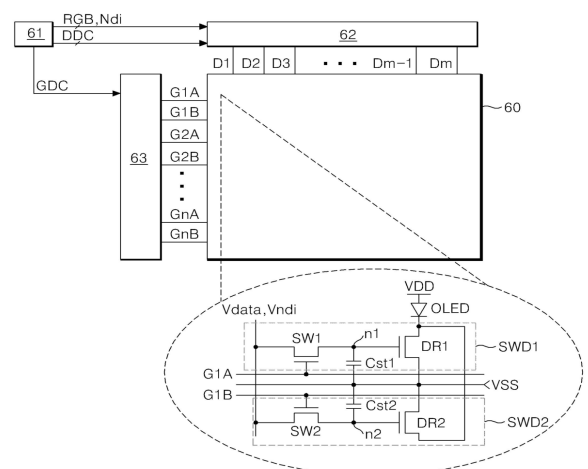 RGB,Ndi
61
DDC
62
D1 D2 D3 Dm-1 Dm
GDC
G1A
60
G1B
G2A
63
G2B
GnA
GnB
VDD
Vdata,Vndi
OLED
SW1
n1
DR1
SWD1
Cst1
G1A
VSS
G1B
Cst2
SW2
n2
DR2
SWD2